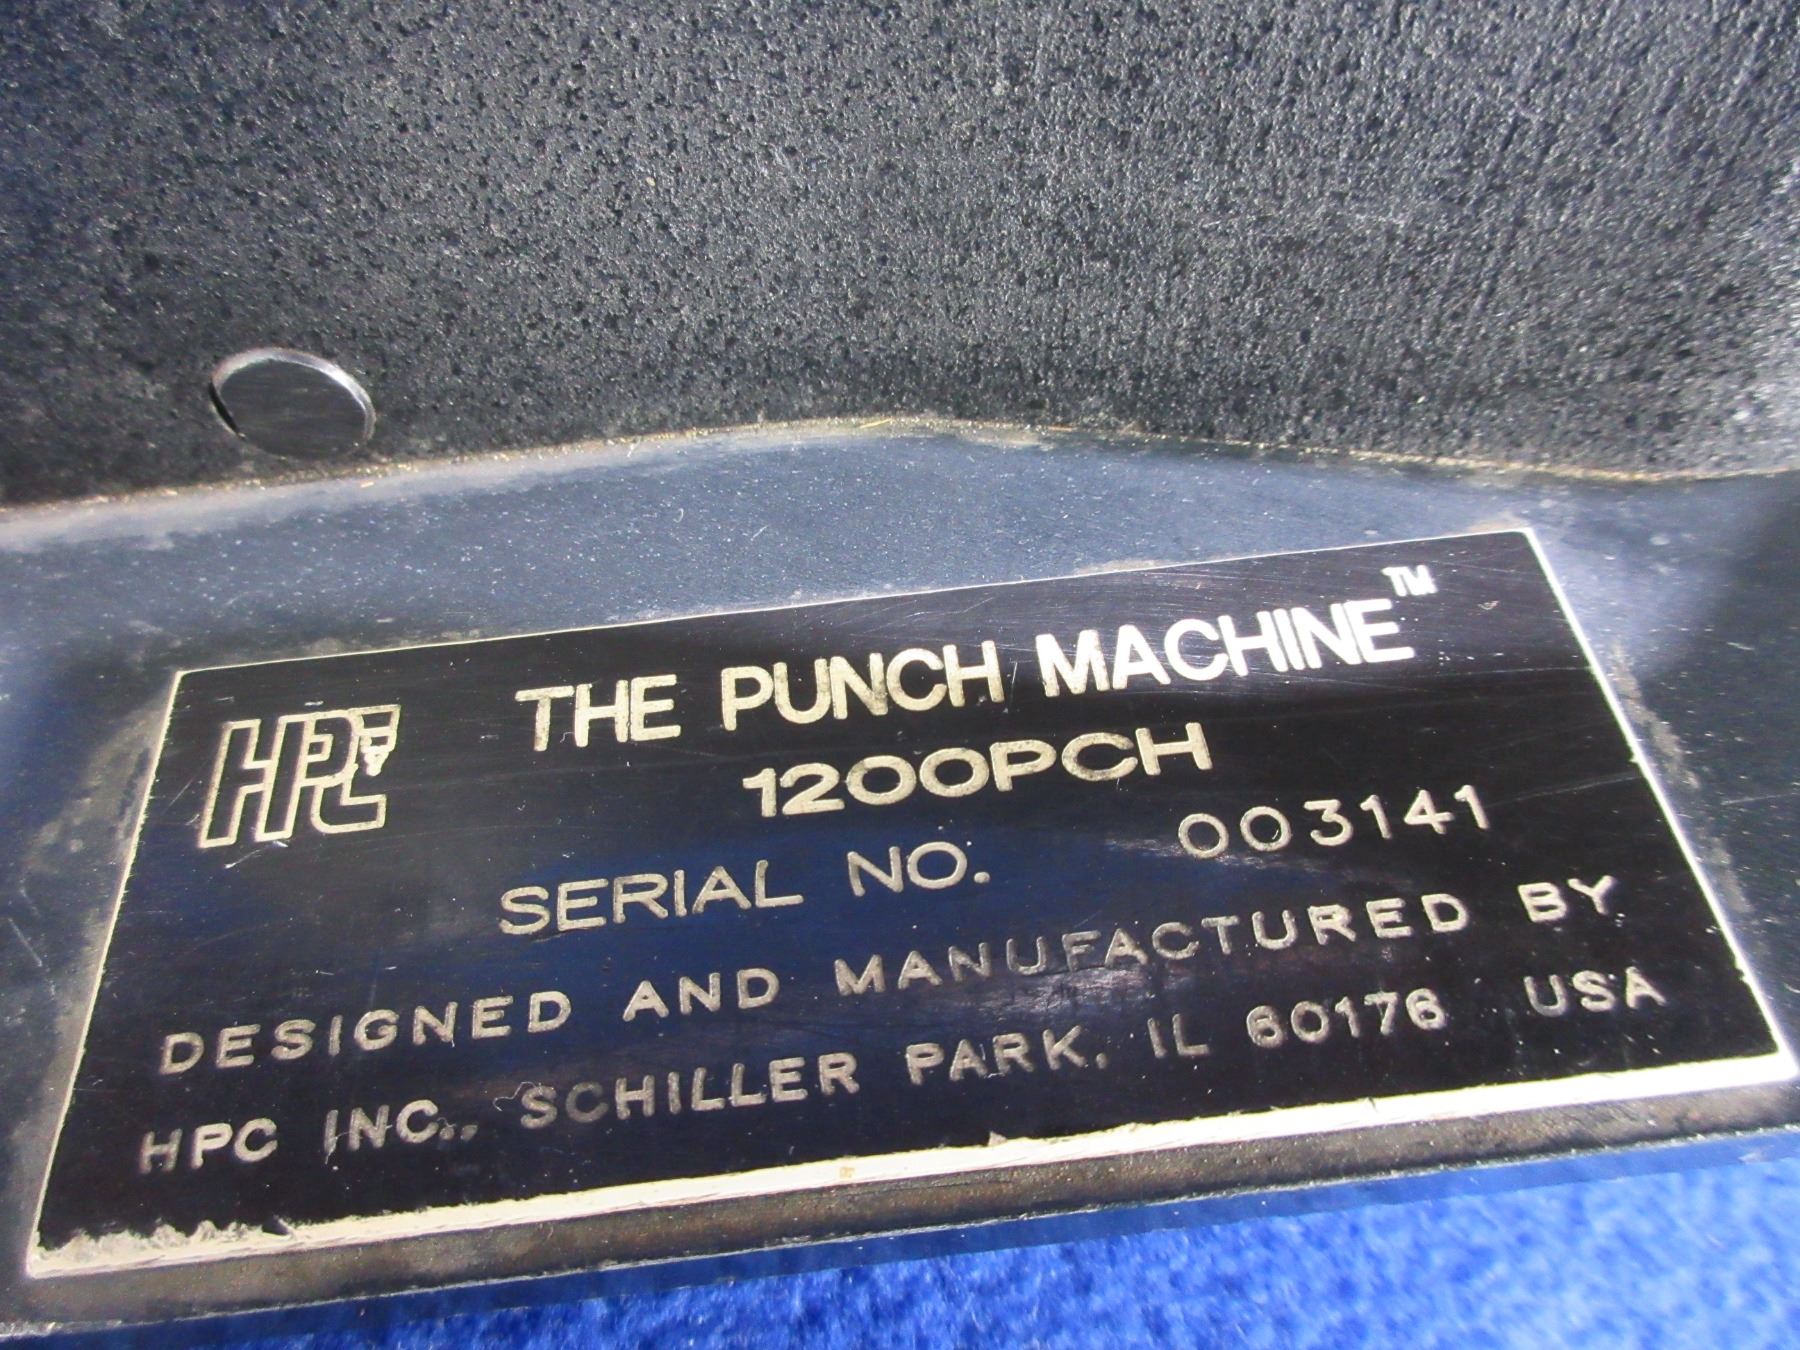 HPC THE PUNCH MACHINE™
1200PCH
SERIAL NO. 003141
DESIGNED AND MANUFACTURED BY
HPC INC., SCHILLER PARK, IL 60176 USA